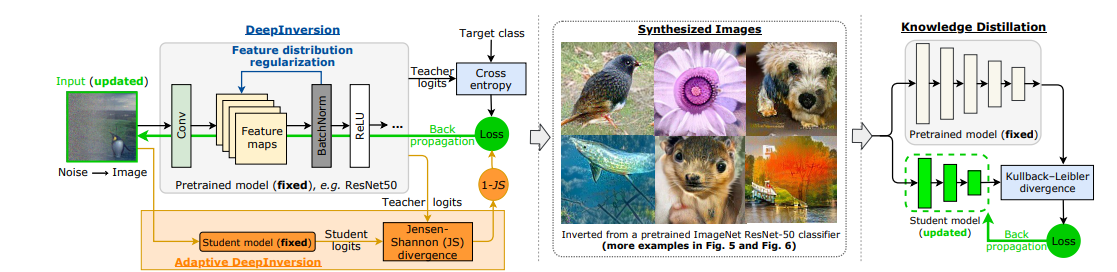 DeepInversion
Feature distribution
regularization
Target class
Input (updated)
Teacher
logits
Cross
entropy
Conv
Feature
maps
BatchNorm
ReLU
...
Back
propagation
Loss
Noise → Image
Pretrained model (fixed), e.g. ResNet50
1-JS
Teacher logits
Student model (fixed)
Student
logits
Jensen-
Shannon (JS)
divergence
Adaptive DeepInversion
Synthesized Images
Inverted from a pretrained ImageNet ResNet-50 classifier
(more examples in Fig. 5 and Fig. 6)
Knowledge Distillation
Pretrained model (fixed)
Kullback–Leibler
divergence
Student model
(updated)
Back
propagation
Loss